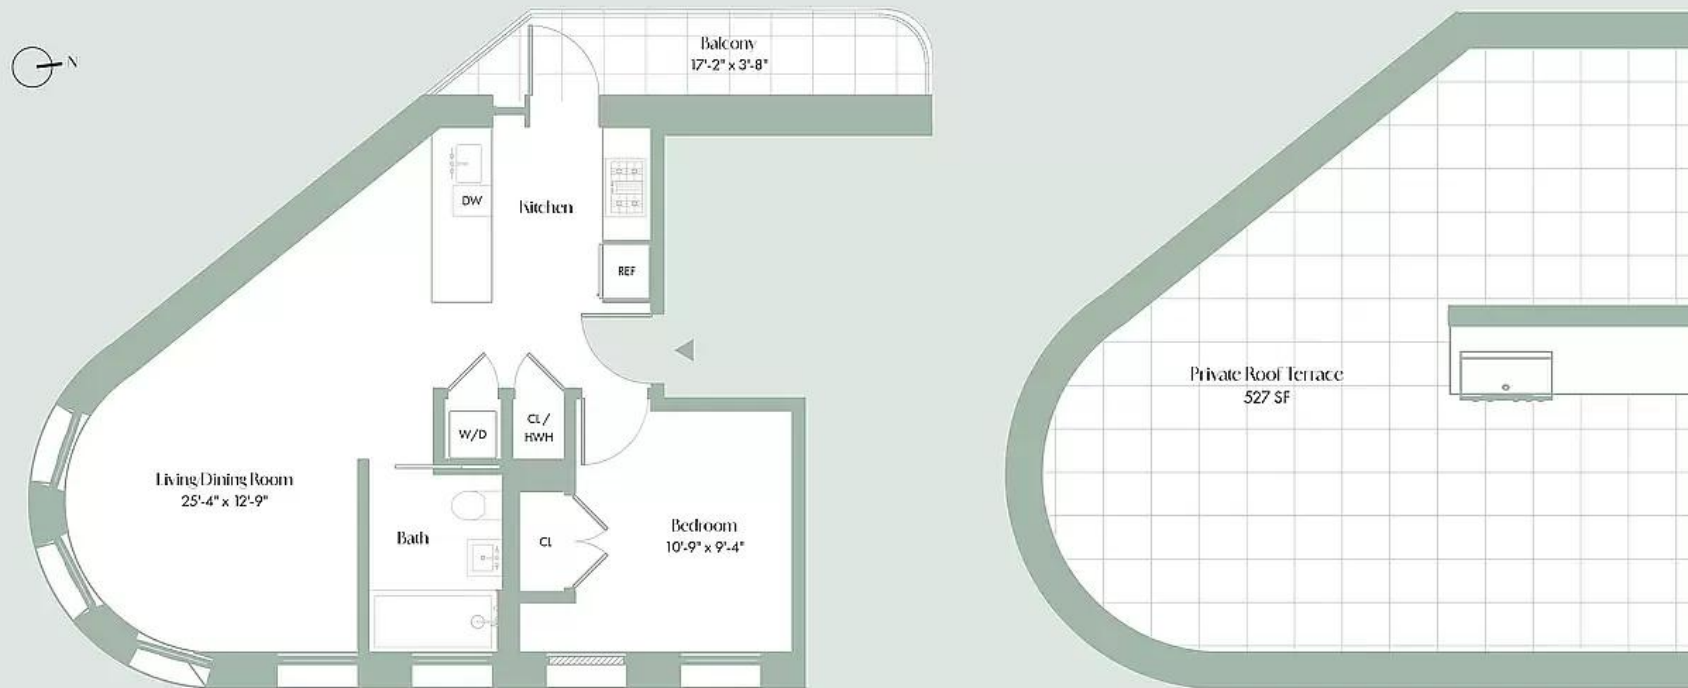 N
Balcony
17'-2" x 3'-8"
DW
Kitchen
REF
W/D
CL /
HWH
Living Dining Room
25'-4" x 12'-9"
Bath
CL
Bedroom
10'-9" x 9'-4"
Private Roof Terrace
527 SF